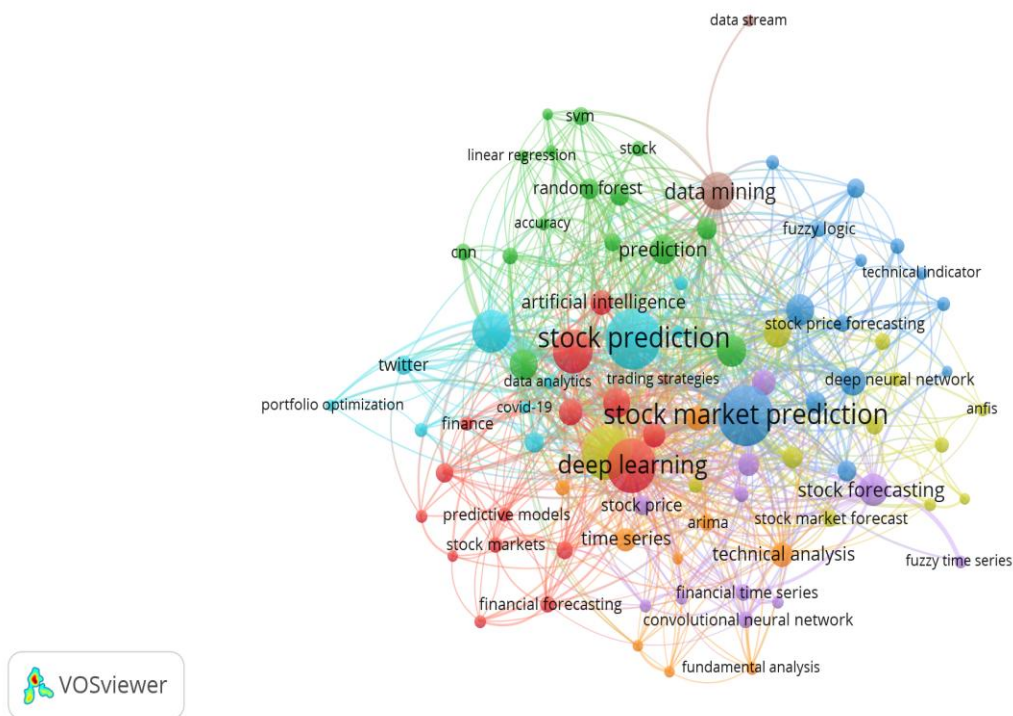 data stream
svm
linear regression
stock
random forest
data mining
accuracy
fuzzy logic
cnn
prediction
technical indicator
artificial intelligence
stock price forecasting
stock prediction
twitter
data analytics
trading strategies
deep neural network
portfolio optimization
covid-19
stock market prediction
anfis
finance
deep learning
stock forecasting
stock price
predictive models
arima
stock market forecast
time series
stock markets
technical analysis
fuzzy time series
financial time series
financial forecasting
convolutional neural network
fundamental analysis
VOSviewer